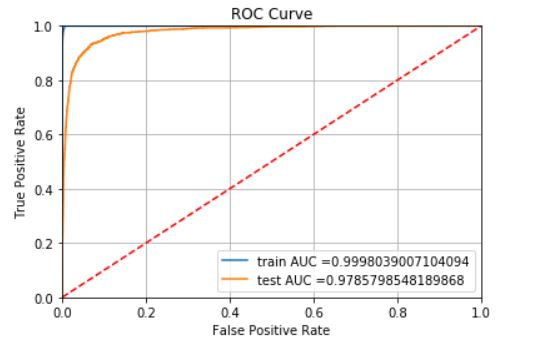 ROC Curve
1.0
0.8
0.6
0.4
0.2
0.0
True Positive Rate
train AUC =0.9998039007104094
test AUC =0.9785798548189868
0.0 0.2 0.4 0.6 0.8 1.0
False Positive Rate